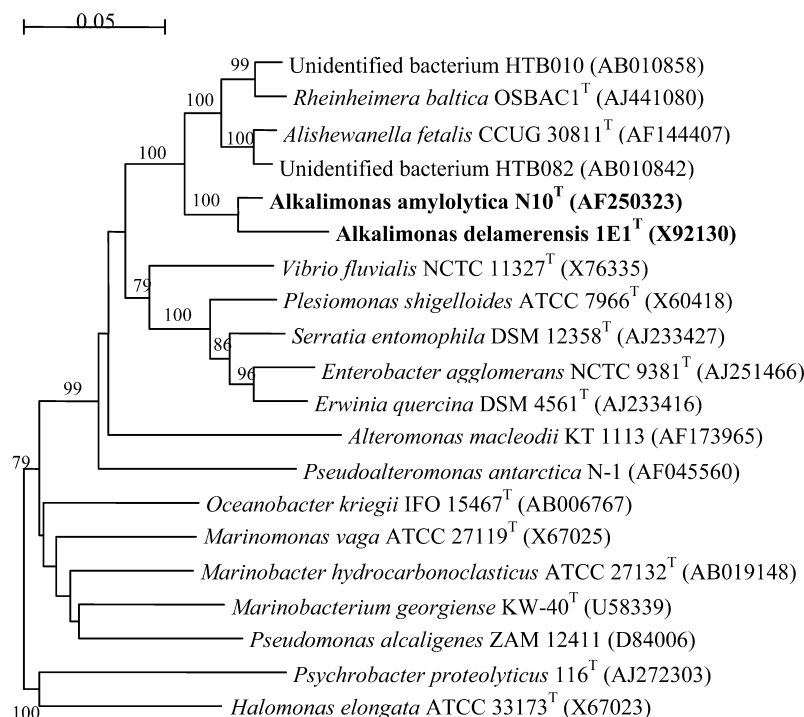 0.05
99
Unidentified bacterium HTB010 (AB010858)
100
Rheinheimera baltica OSBAC1T (AJ441080)
100
Alishewanella fetalis CCUG 30811T (AF144407)
100
Unidentified bacterium HTB082 (AB010842)
100
Alkalimonas amylolytica N10T (AF250323)
Alkalimonas delamerensis 1E1T (X92130)
Vibrio fluvialis NCTC 11327T (X76335)
79
Plesiomonas shigelloides ATCC 7966T (X60418)
100
Serratia entomophila DSM 12358T (AJ233427)
86
Enterobacter agglomerans NCTC 9381T (AJ251466)
96
Erwinia quercina DSM 4561T (AJ233416)
99
Alteromonas macleodii KT 1113 (AF173965)
79
Pseudoalteromonas antarctica N-1 (AF045560)
Oceanobacter kriegii IFO 15467T (AB006767)
Marinomonas vaga ATCC 27119T (X67025)
Marinobacter hydrocarbonoclasticus ATCC 27132T (AB019148)
Marinobacterium georgiense KW-40T (U58339)
Pseudomonas alcaligenes ZAM 12411 (D84006)
Psychrobacter proteolyticus 116T (AJ272303)
Halomonas elongata ATCC 33173T (X67023)
100